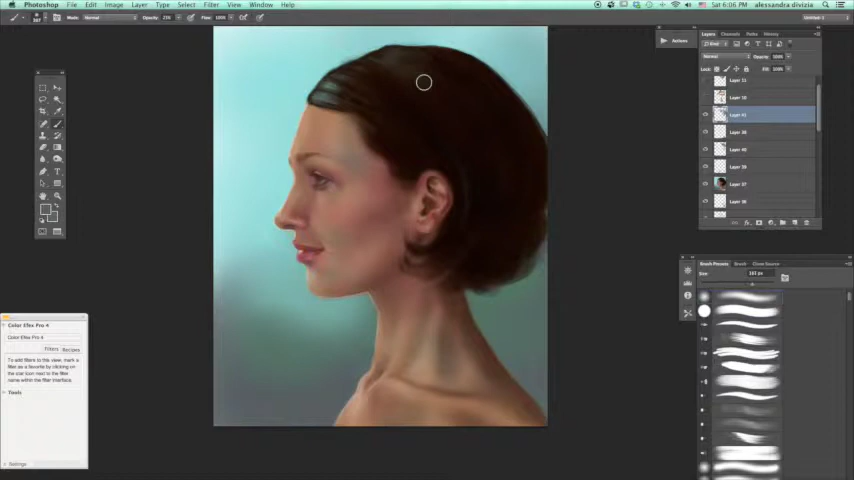 Photoshop File Edit Image Layer Type Select Filter View Window Help Sat 6:06 PM alessandra divizia
Mode: Normal Opacity: Flow: 100% Untitled-1
Actions
Layers Channels Paths History
Kind
Normal Opacity: 100%
Lock: Fill: 100%
Layer 11
Layer 10
Layer 41
Layer 38
Layer 40
Layer 39
Layer 37
Layer 36
Brush Presets Brush Clone Source
Size:
Color Efex Pro 4
Color Efex Pro 4
Filters Recipes
To add filters to this view, mark a
filter as a favorite by clicking on
the star icon next to the filter
name within the filter interface.
Tools
Settings